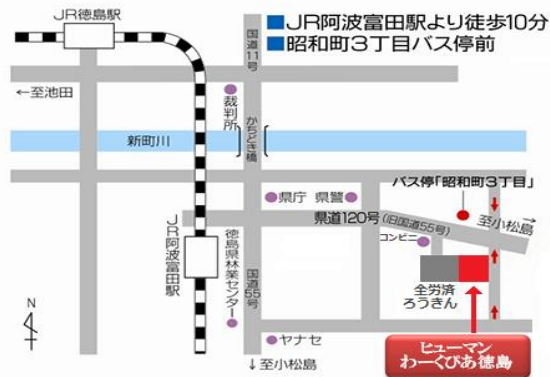 JR徳島駅
■JR阿波富田駅より徒歩10分
■昭和町3丁目バス停前
国道11号
←至池田
裁判所
新町川
かちどき橋
バス停「昭和町3丁目」
県庁 県警
県道120号(旧国道55号)
至小松島→
コンビニ
JR阿波富田駅
徳島県林業センター
国道55号
全労済
ろうきん
N
ヤナセ
↓至小松島
ヒューマン
わーくぴあ徳島